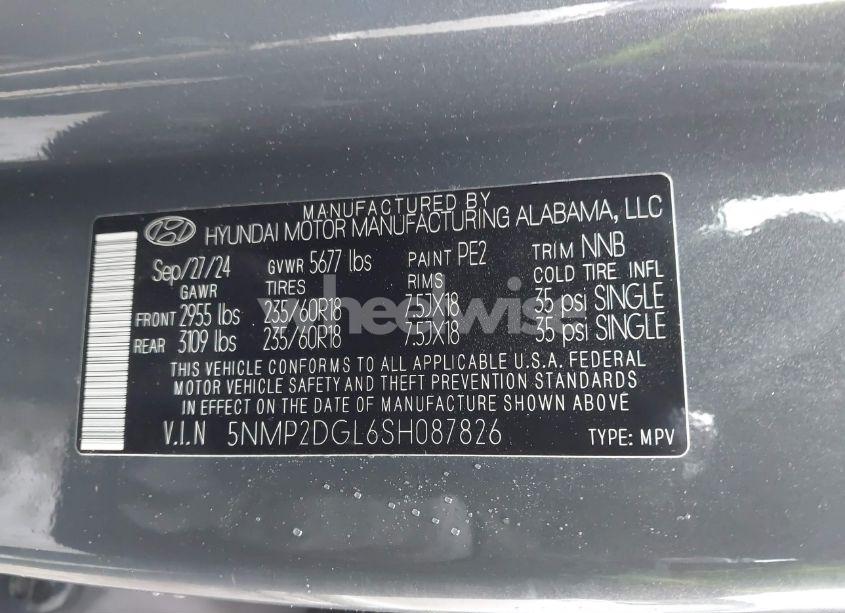 MANUFACTURED BY
HYUNDAI MOTOR MANUFACTURING ALABAMA, LLC
Sep/27/24 GVWR 5677 lbs PAINT PE2 TRIM NNB
GAWR TIRES RIMS COLD TIRE INFL
FRONT 2955 lbs 235/60R18 7.5JX18 35 psi SINGLE
REAR 3109 lbs 235/60R18 7.5JX18 35 psi SINGLE
THIS VEHICLE CONFORMS TO ALL APPLICABLE U.S.A. FEDERAL
MOTOR VEHICLE SAFETY AND THEFT PREVENTION STANDARDS
IN EFFECT ON THE DATE OF MANUFACTURE SHOWN ABOVE
V.I.N 5NMP2DGL6SH087826 TYPE: MPV
wheelwise